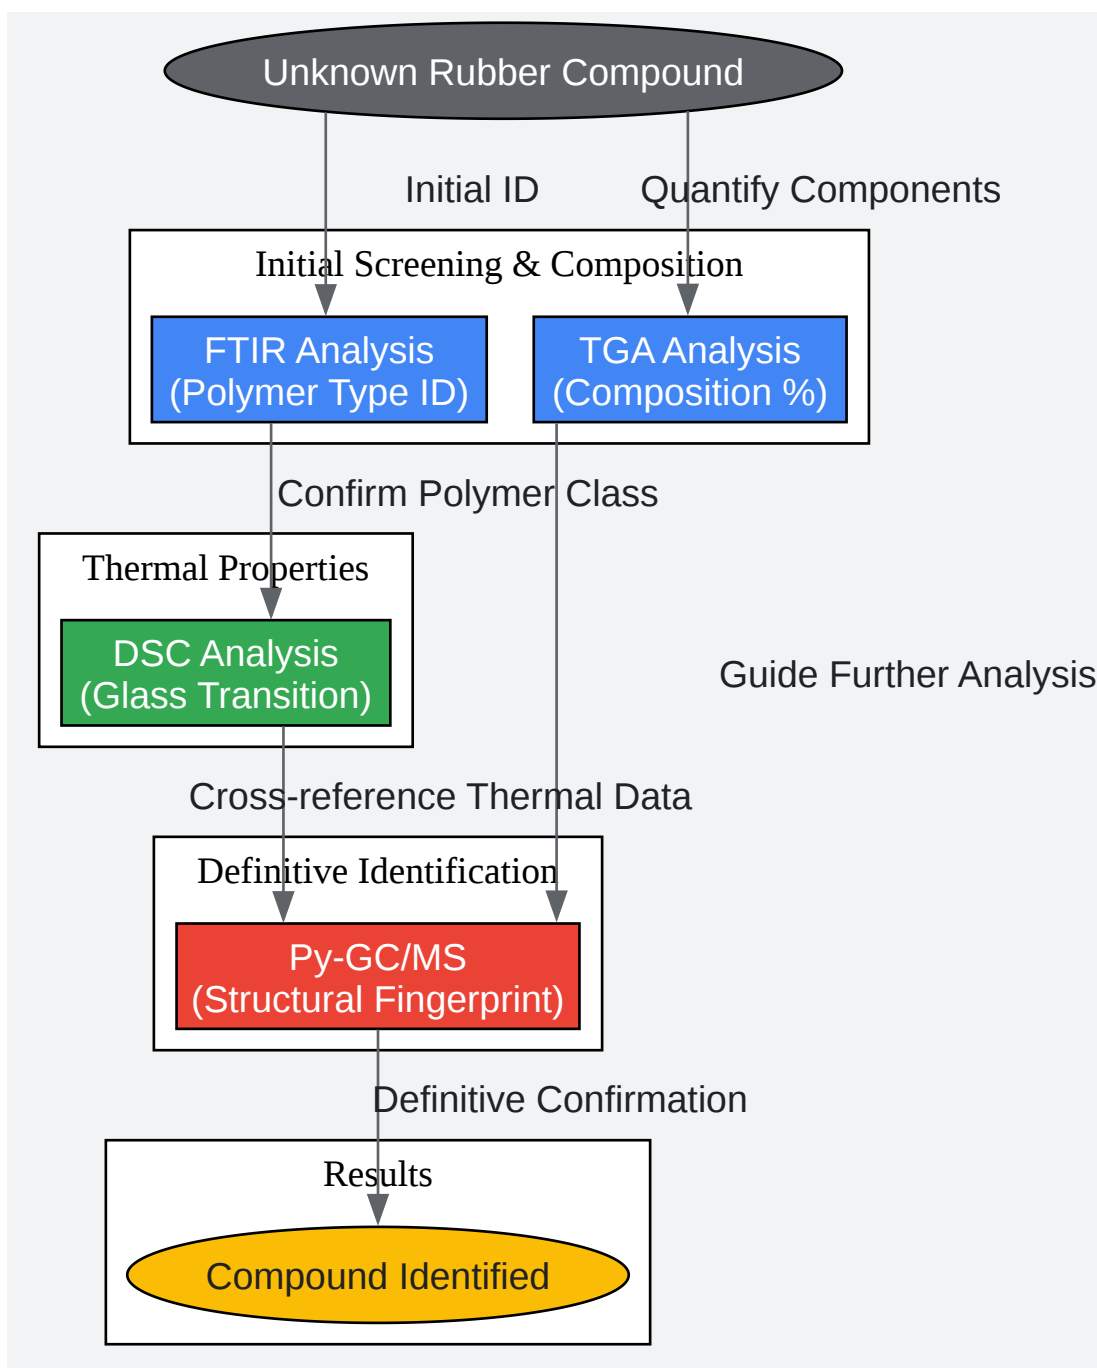 Unknown Rubber Compound
Initial ID
Quantify Components
Initial Screening & Composition
FTIR Analysis
(Polymer Type ID)
TGA Analysis
(Composition %)
Confirm Polymer Class
Thermal Properties
DSC Analysis
(Glass Transition)
Guide Further Analysis
Cross-reference Thermal Data
Definitive Identification
Py-GC/MS
(Structural Fingerprint)
Definitive Confirmation
Results
Compound Identified